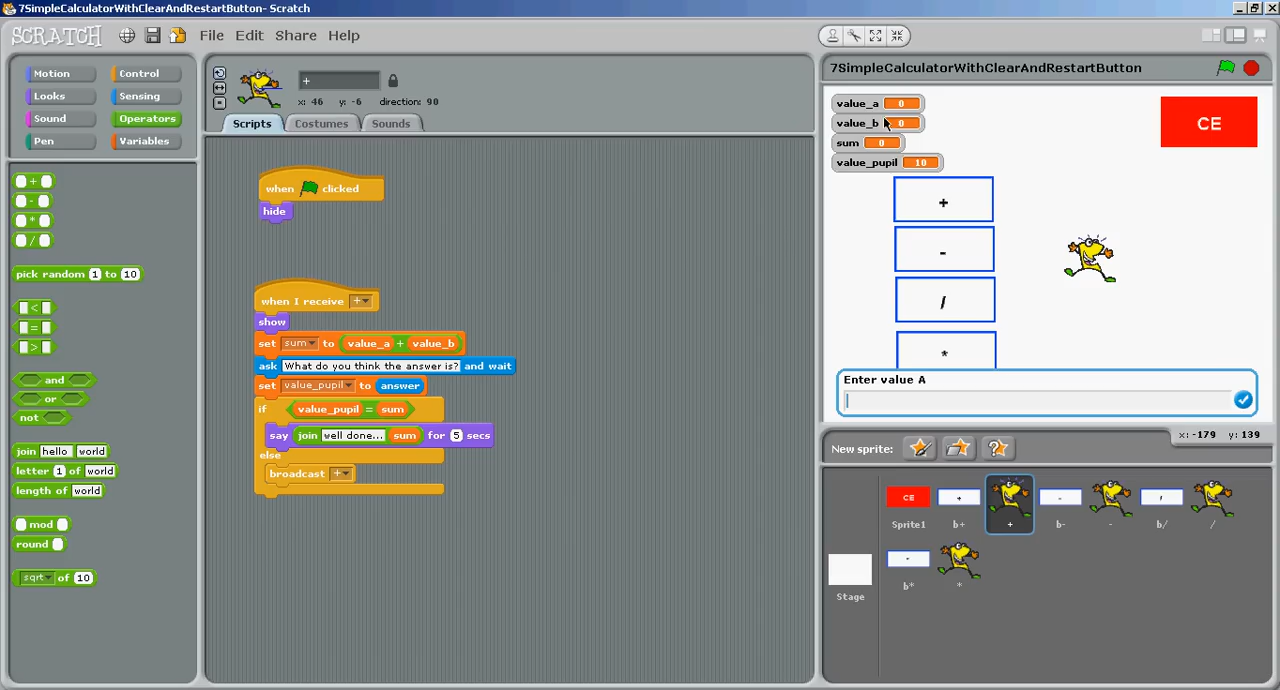 7SimpleCalculatorWithClearAndRestartButton- Scratch
SCRATCH File Edit Share Help
Motion Control
Looks Sensing
Sound Operators
Pen Variables
+
-
*
/
pick random 1 to 10
<
=
>
and
or
not
join hello world
letter 1 of world
length of world
mod
round
sqrt of 10
+
x: 46 y: -6 direction: 90
Scripts Costumes Sounds
when clicked
hide
when I receive +
show
set sum to value_a + value_b
ask What do you think the answer is? and wait
set value_pupil to answer
if value_pupil = sum
say join well done... sum for 5 secs
else
broadcast +
7SimpleCalculatorWithClearAndRestartButton
value_a 0
value_b 0
sum 0
value_pupil 10
CE
+
-
/
*
Enter value A
x: -179 y: 139
New sprite:
CE + - /
Sprite1 b+ + b- - b/ /
Stage
b* *